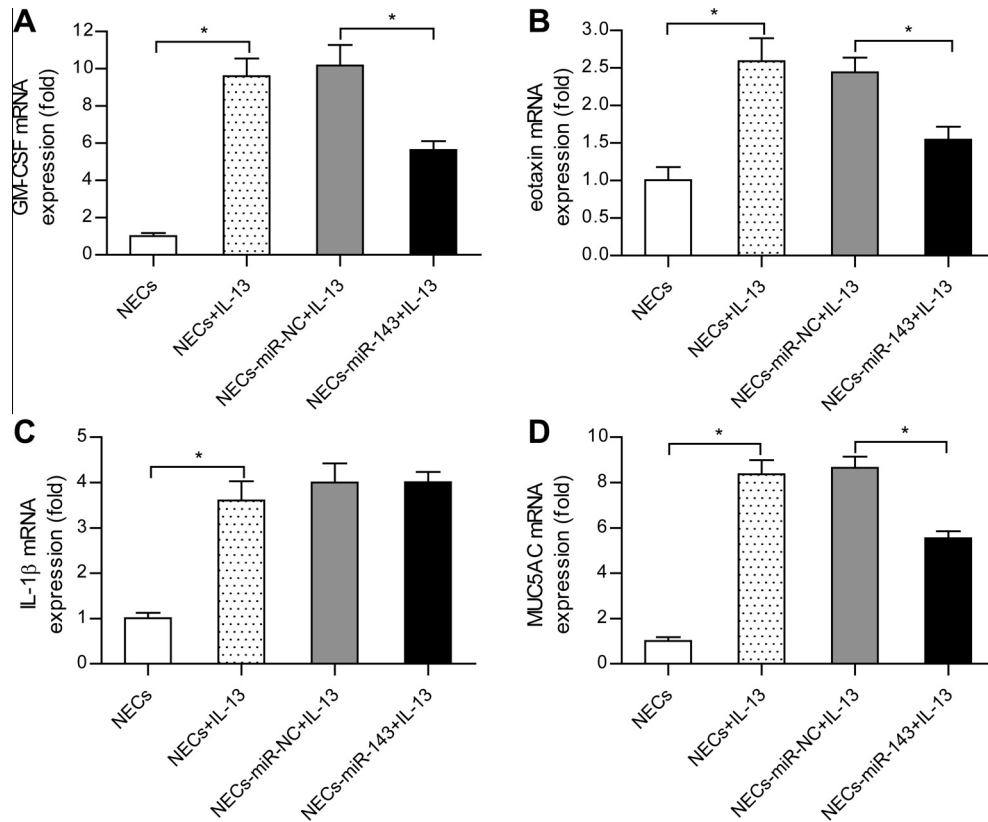 A
GM-CSF mRNA
expression (fold)
12
10
8
6
4
2
0
*
*
NECs
NECs+IL-13
NECs-miR-NC+IL-13
NECs-miR-143+IL-13
B
eotaxin mRNA
expression (fold)
3.0
2.5
2.0
1.5
1.0
0.5
0.0
*
*
NECs
NECs+IL-13
NECs-miR-NC+IL-13
NECs-miR-143+IL-13
C
IL-1β mRNA
expression (fold)
5
4
3
2
1
0
*
NECs
NECs+IL-13
NECs-miR-NC+IL-13
NECs-miR-143+IL-13
D
MUC5AC mRNA
expression (fold)
10
8
6
4
2
0
*
*
NECs
NECs+IL-13
NECs-miR-NC+IL-13
NECs-miR-143+IL-13